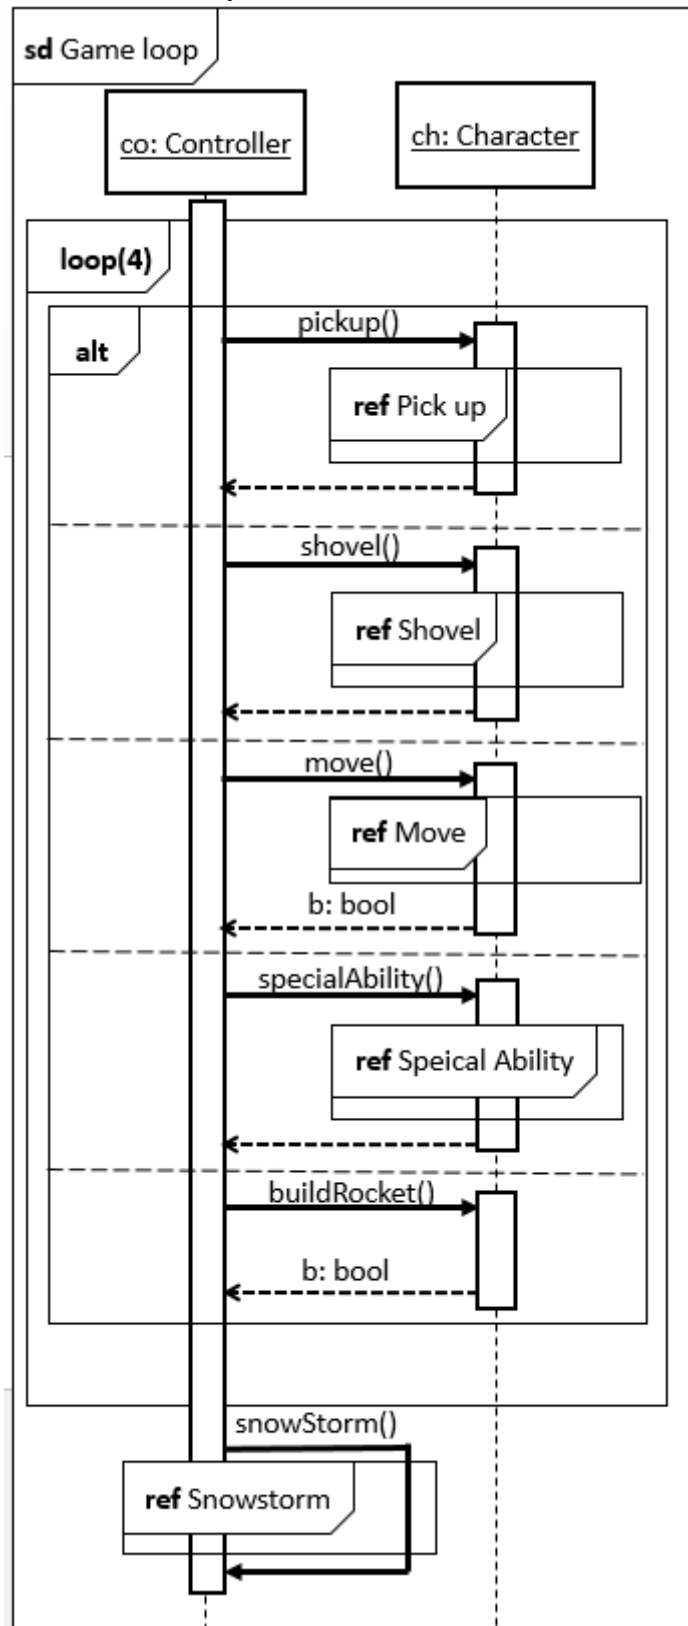 sd Game loop
co: Controller
ch: Character
loop(4)
alt
pickup()
ref Pick up
shovel()
ref Shovel
move()
ref Move
b: bool
specialAbility()
ref Speical Ability
buildRocket()
b: bool
snowStorm()
ref Snowstorm